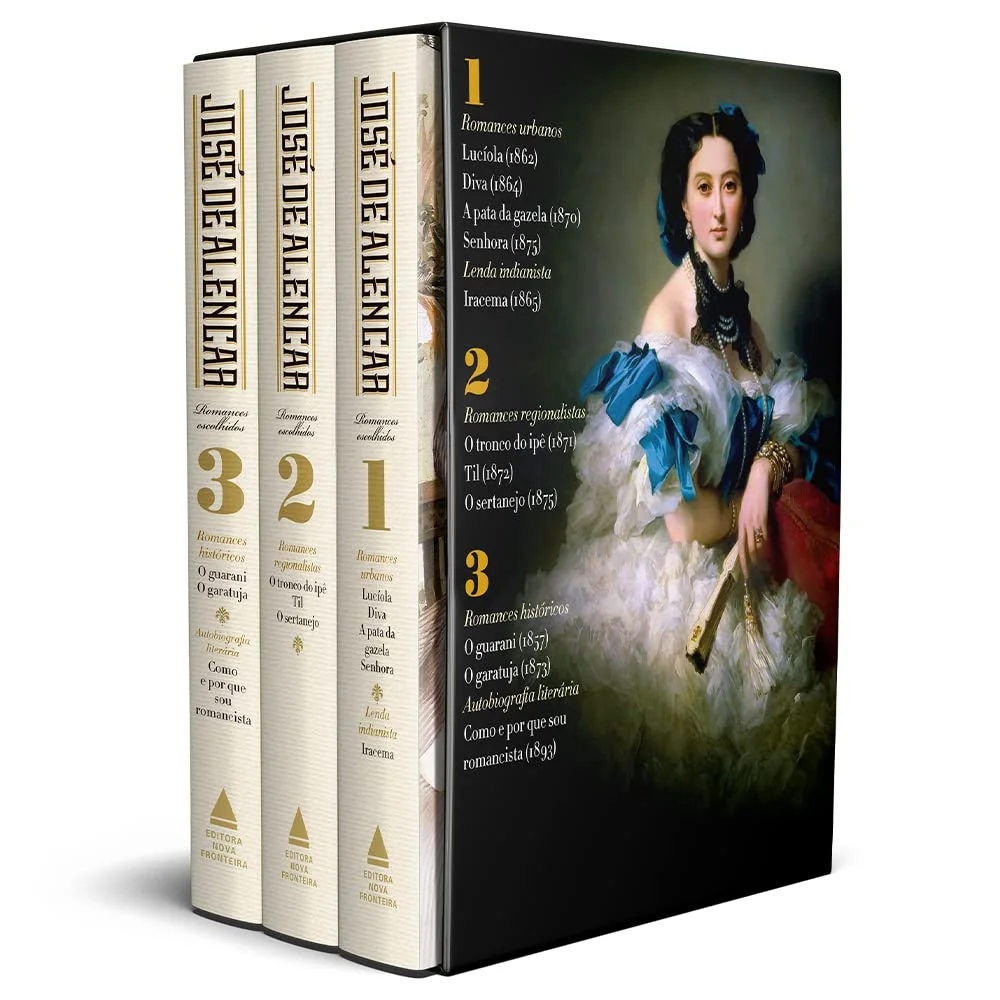 JOSÉ DE ALENCAR
Romances
escolhidos
3
Romances
históricos
O guarani
O garatuja
Autobiografia
literária
Como
e por que
sou
romancista
EDITORA
NOVA
FRONTEIRA
JOSÉ DE ALENCAR
Romances
escolhidos
2
Romances
regionalistas
O tronco do ipê
Til
O sertanejo
EDITORA
NOVA
FRONTEIRA
JOSÉ DE ALENCAR
Romances
escolhidos
1
Romances
urbanos
Lucíola
Diva
A pata da
gazela
Senhora
Lenda
indianista
Iracema
EDITORA
NOVA
FRONTEIRA
1
Romances urbanos
Lucíola (1862)
Diva (1864)
A pata da gazela (1870)
Senhora (1875)
Lenda indianista
Iracema (1865)
2
Romances regionalistas
O tronco do ipê (1871)
Til (1872)
O sertanejo (1875)
3
Romances históricos
O guarani (1857)
O garatuja (1873)
Autobiografia literária
Como e por que sou
romancista (1893)